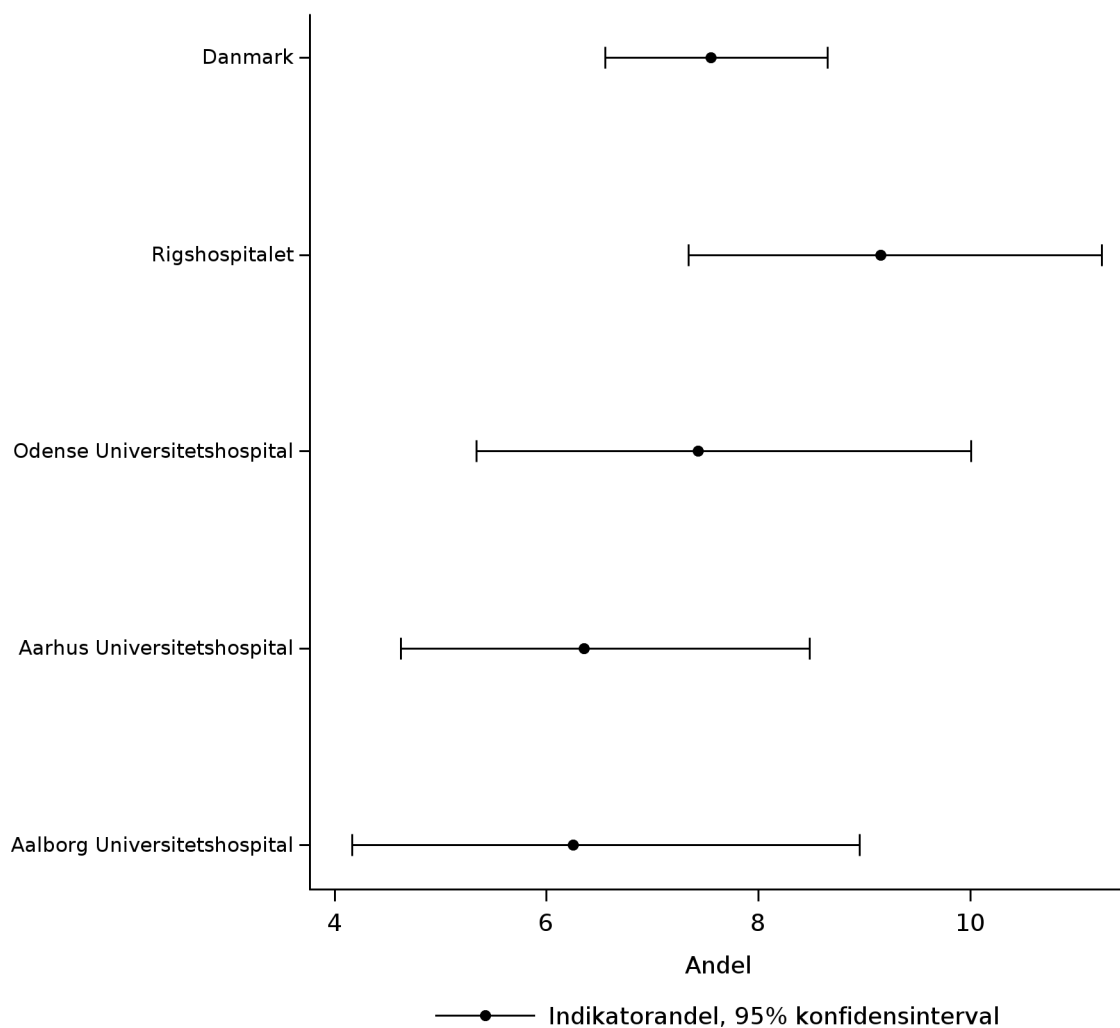 Danmark
Rigshospitalet
Odense Universitetshospital
Aarhus Universitetshospital
Aalborg Universitetshospital
4 6 8 10
Andel
Indikatorandel, 95% konfidensinterval